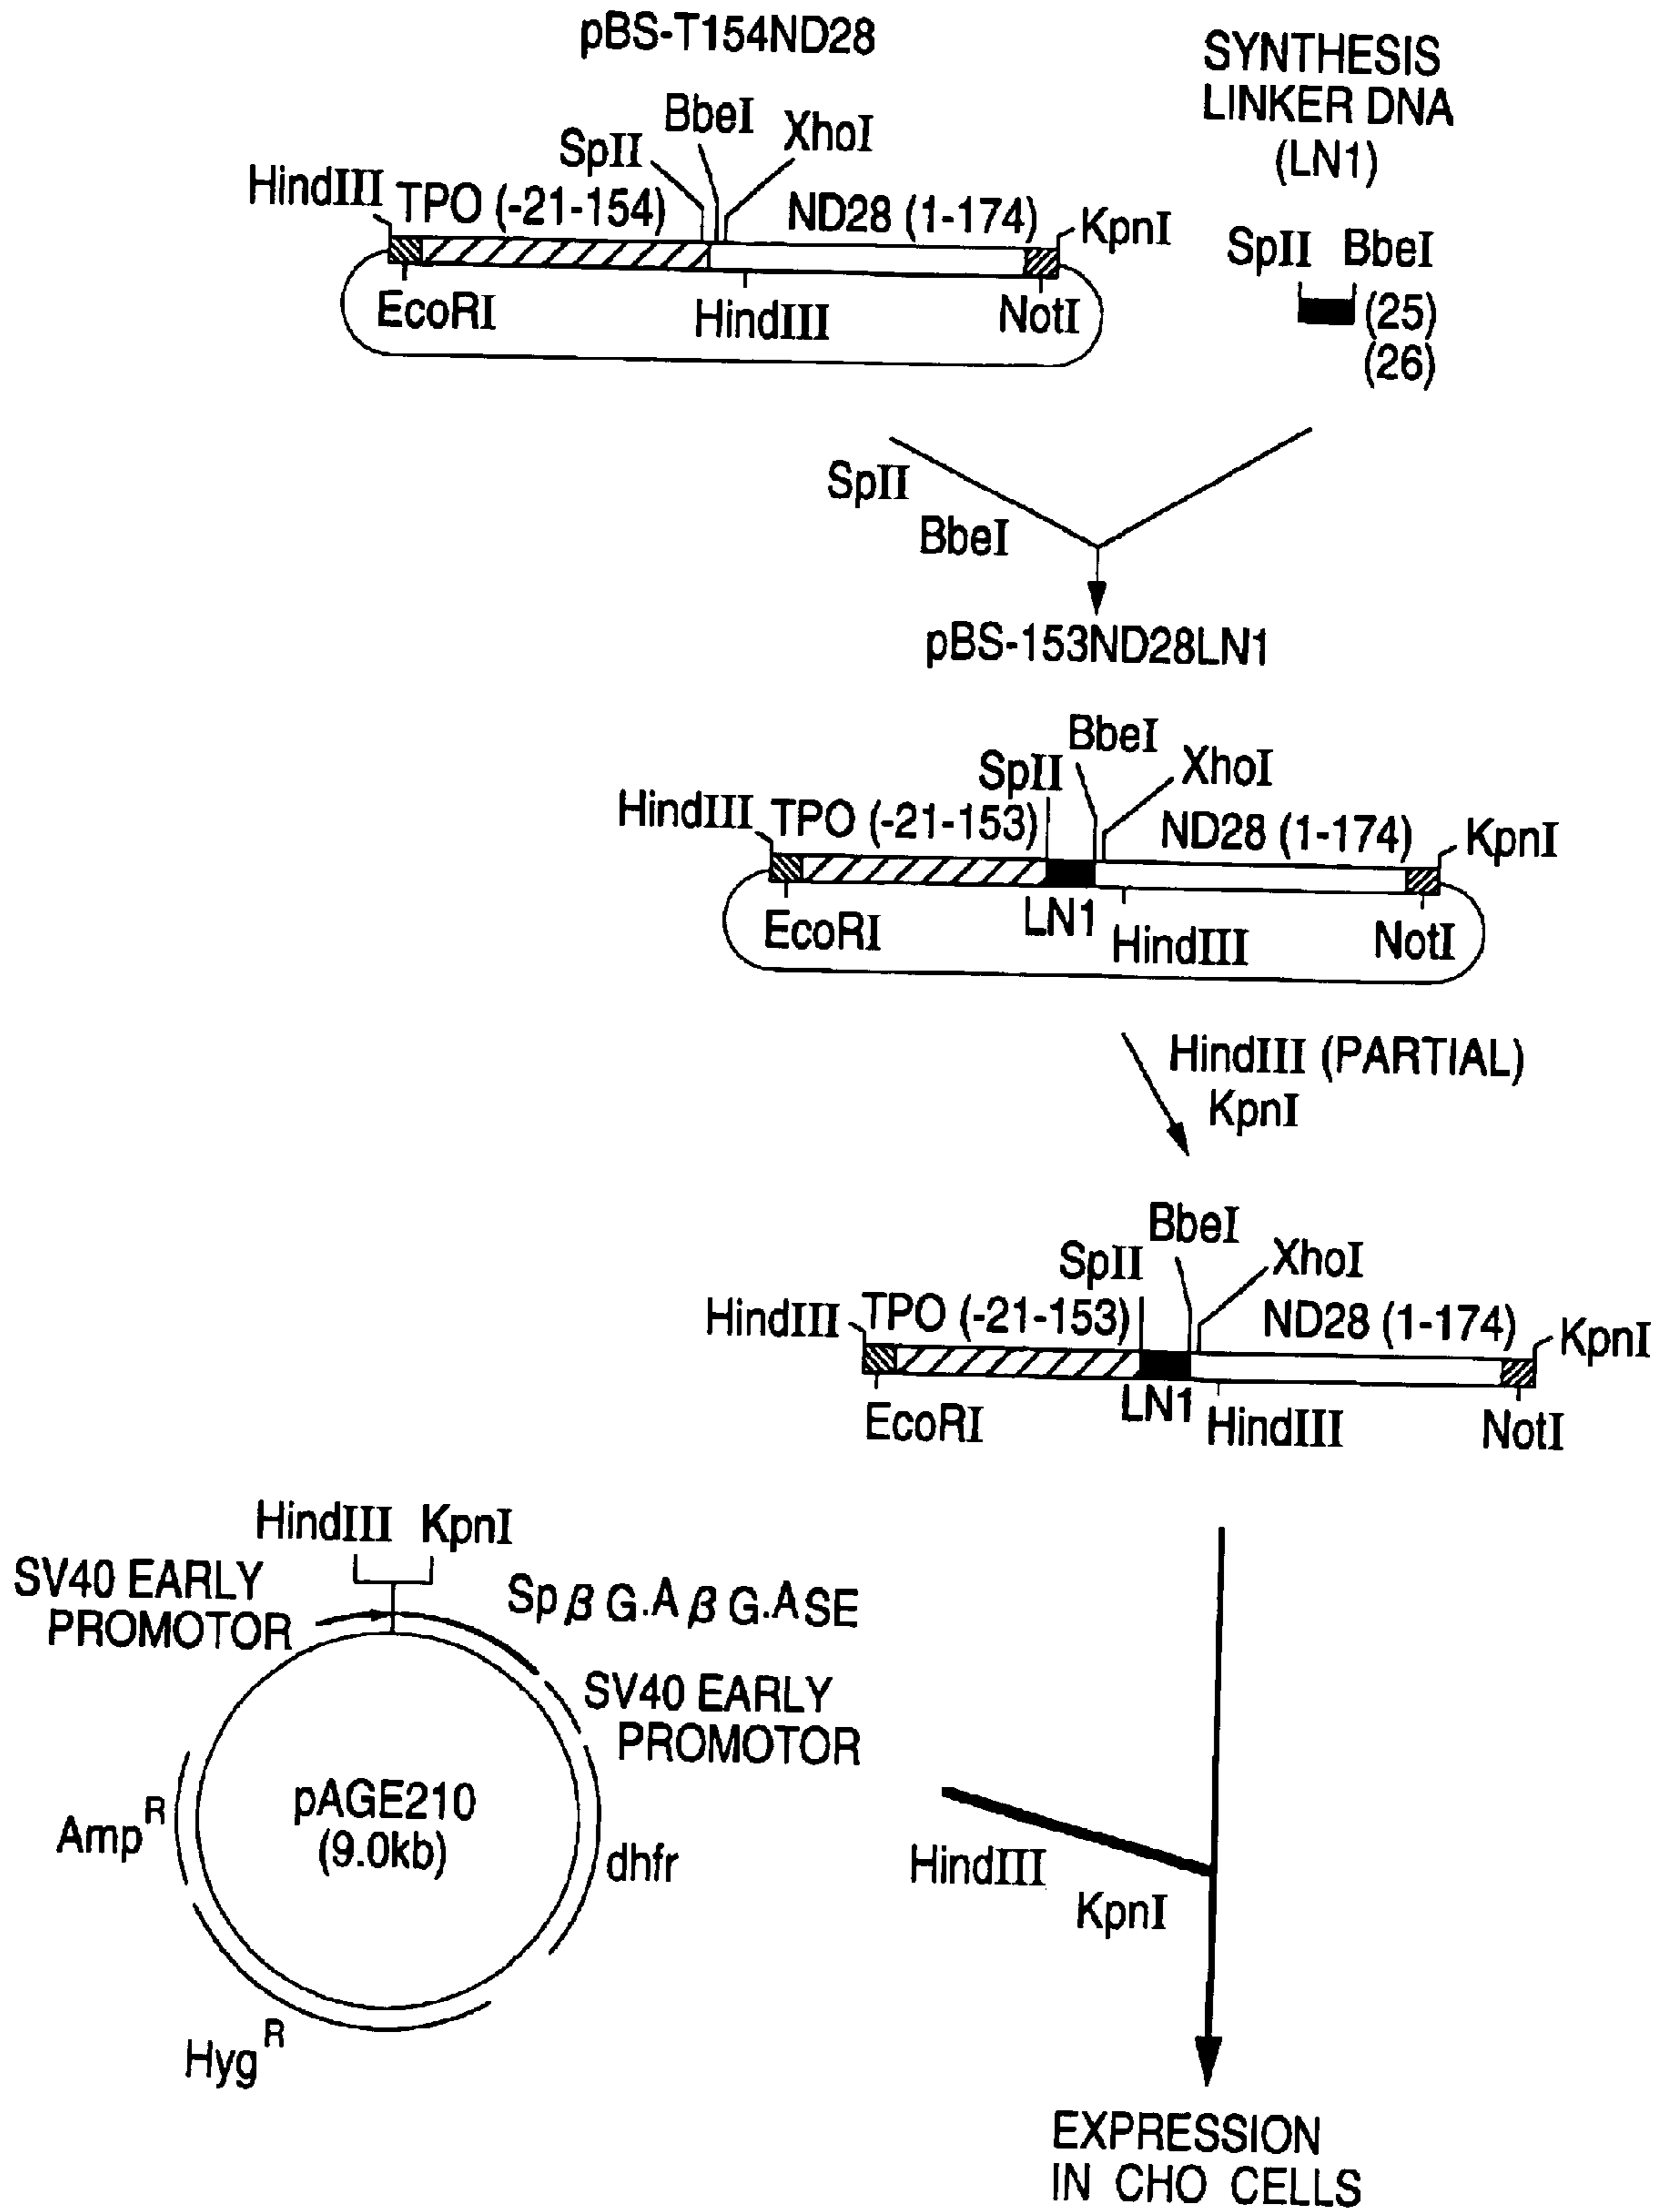 pBS-T154ND28
SYNTHESIS
LINKER DNA
(LN1)
BbeI
SpII
XhoI
HindIII
TPO (-21-154)
ND28 (1-174)
KpnI
EcoRI
HindIII
NotI
SpII BbeI
(25)
(26)
SpII
BbeI
pBS-153ND28LN1
BbeI
SpII
XhoI
HindIII
TPO (-21-153)
ND28 (1-174)
KpnI
EcoRI
LN1
HindIII
NotI
HindIII (PARTIAL)
KpnI
BbeI
SpII
XhoI
HindIII
TPO (-21-153)
ND28 (1-174)
KpnI
EcoRI
LN1
HindIII
NotI
HindIII KpnI
SV40 EARLY
PROMOTOR
Sp β G.A β G.ASE
SV40 EARLY
PROMOTOR
pAGE210
(9.0kb)
Amp R
dhfr
Hyg R
HindIII
KpnI
EXPRESSION
IN CHO CELLS